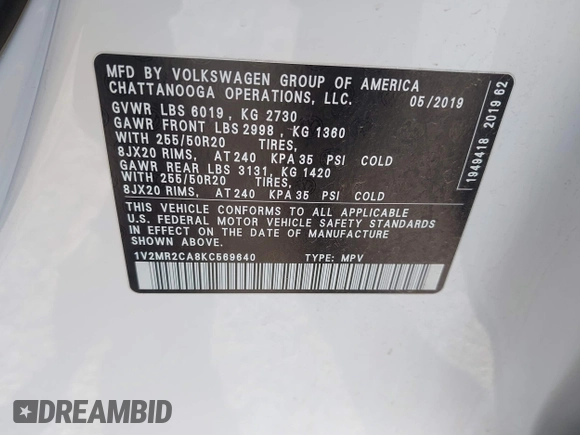 MFD BY VOLKSWAGEN GROUP OF AMERICA
CHATTANOOGA OPERATIONS, LLC.
05/2019
GVWR LBS 6019 , KG 2730
GAWR FRONT LBS 2998 , KG 1360
WITH 255/50R20 TIRES,
8JX20 RIMS, AT 240 KPA 35 PSI COLD
GAWR REAR LBS 3131, KG 1420
WITH 255/50R20 TIRES,
8JX20 RIMS, AT 240 KPA 35 PSI COLD
THIS VEHICLE CONFORMS TO ALL APPLICABLE
U.S. FEDERAL MOTOR VEHICLE SAFETY STANDARDS
IN EFFECT ON THE DATE OF MANUFACTURE
SHOWN ABOVE.
1V2MR2CA8KC569640 TYPE: MPV
1949418 2019 62
DREAMBID